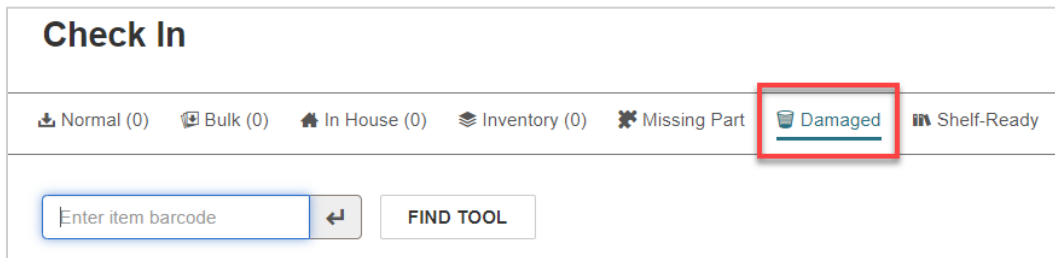 Check In
Normal (0) Bulk (0) In House (0) Inventory (0) Missing Part Damaged Shelf-Ready
Enter item barcode FIND TOOL